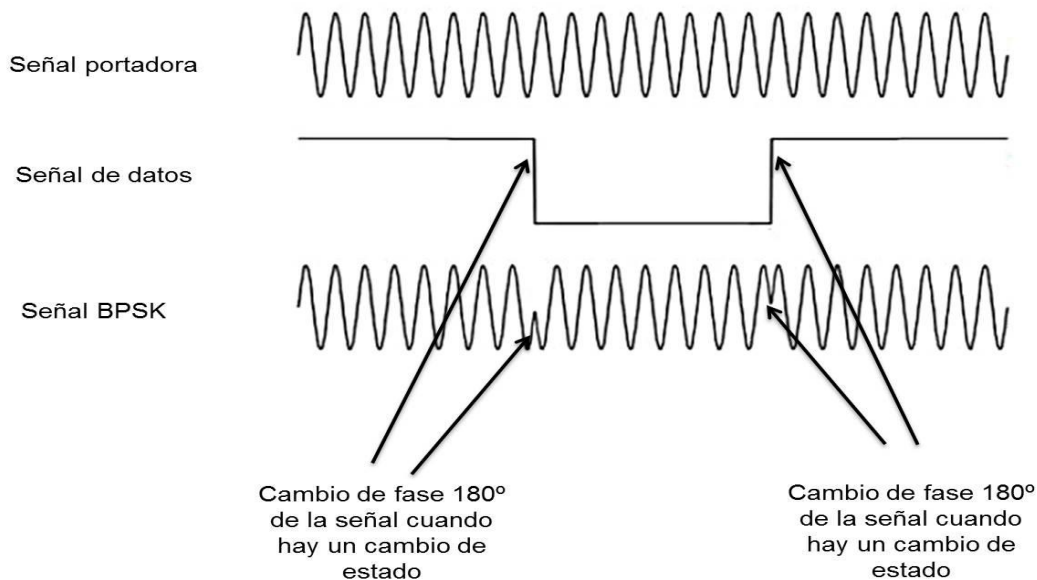 Señal portadora
Señal de datos
Señal BPSK
Cambio de fase 180º
de la señal cuando
hay un cambio de
estado
Cambio de fase 180º
de la señal cuando
hay un cambio de
estado